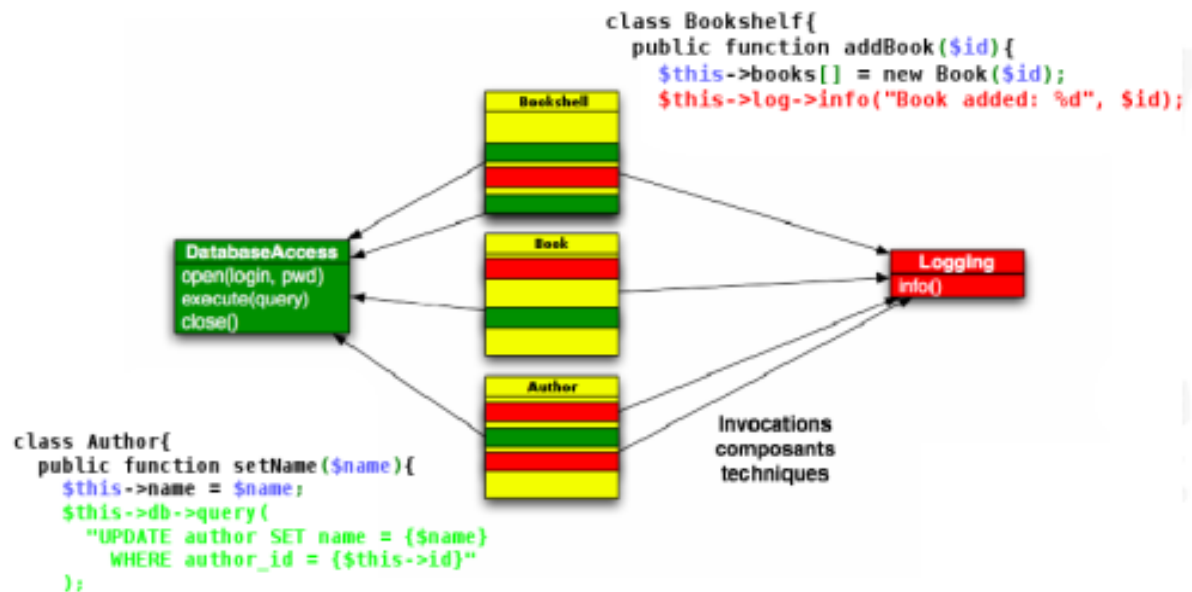 class Bookshelf{
public function addBook($id){
$this->books[] = new Book($id);
$this->log->info("Book added: %d", $id);
Bookshell
DatabaseAccess
open(login, pwd)
execute(query)
close()
Book
Logging
info()
Author
Invocations
composants
techniques
class Author{
public function setName($name){
$this->name = $name;
$this->db->query(
"UPDATE author SET name = {$name}
WHERE author_id = {$this->id}"
);